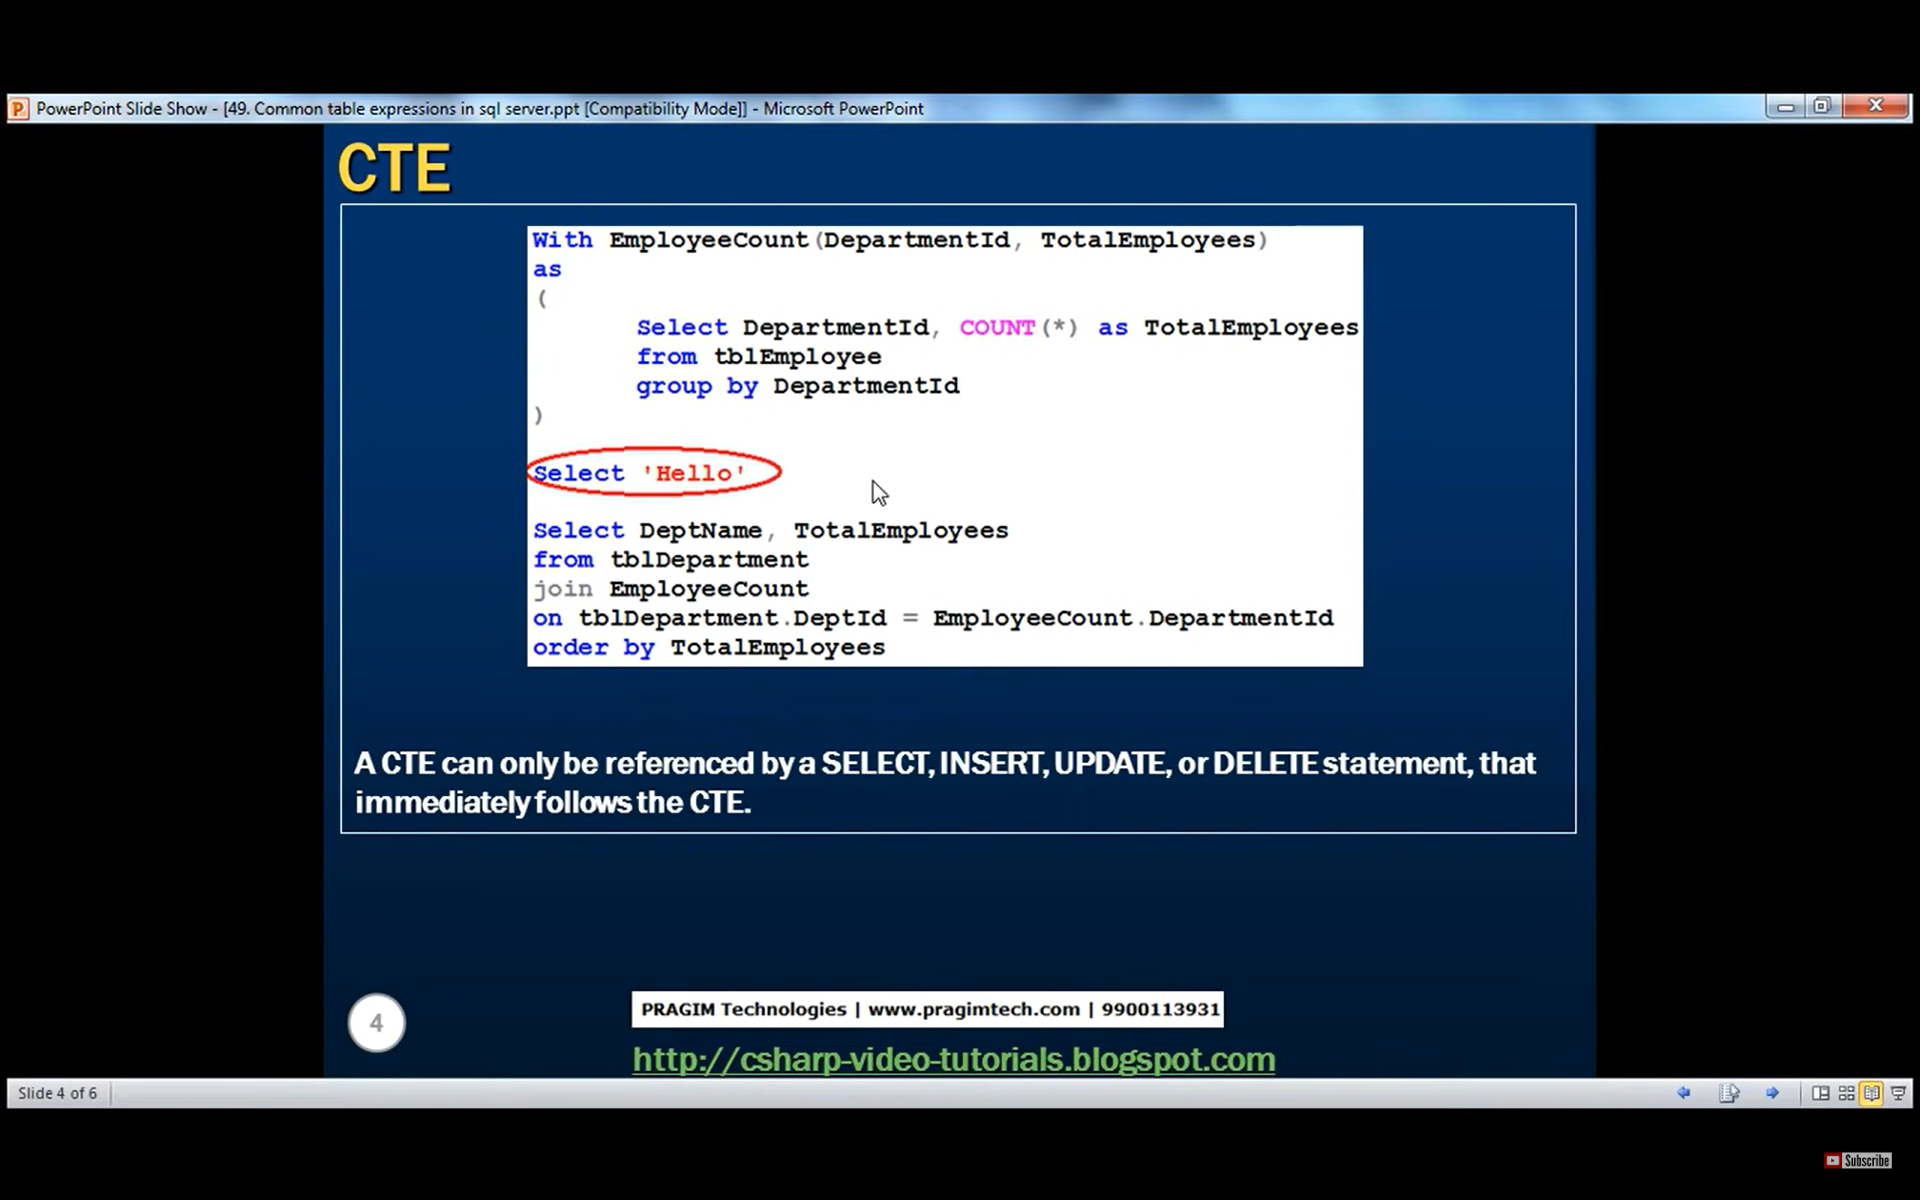 PowerPoint Slide Show - [49. Common table expressions in sql server.ppt [Compatibility Mode]] - Microsoft PowerPoint
CTE
With EmployeeCount(DepartmentId, TotalEmployees)
as
(
Select DepartmentId, COUNT(*) as TotalEmployees
from tblEmployee
group by DepartmentId
)
Select 'Hello'
Select DeptName, TotalEmployees
from tblDepartment
join EmployeeCount
on tblDepartment.DeptId = EmployeeCount.DepartmentId
order by TotalEmployees
A CTE can only be referenced by a SELECT, INSERT, UPDATE, or DELETE statement, that
immediately follows the CTE.
4
PRAGIM Technologies | www.pragimtech.com | 9900113931
http://csharp-video-tutorials.blogspot.com
Slide 4 of 6
Subscribe